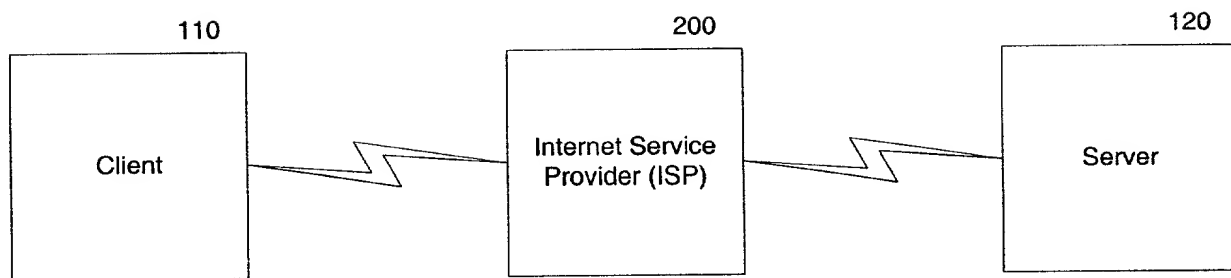 110
200
120
Client
Internet Service
Provider (ISP)
Server